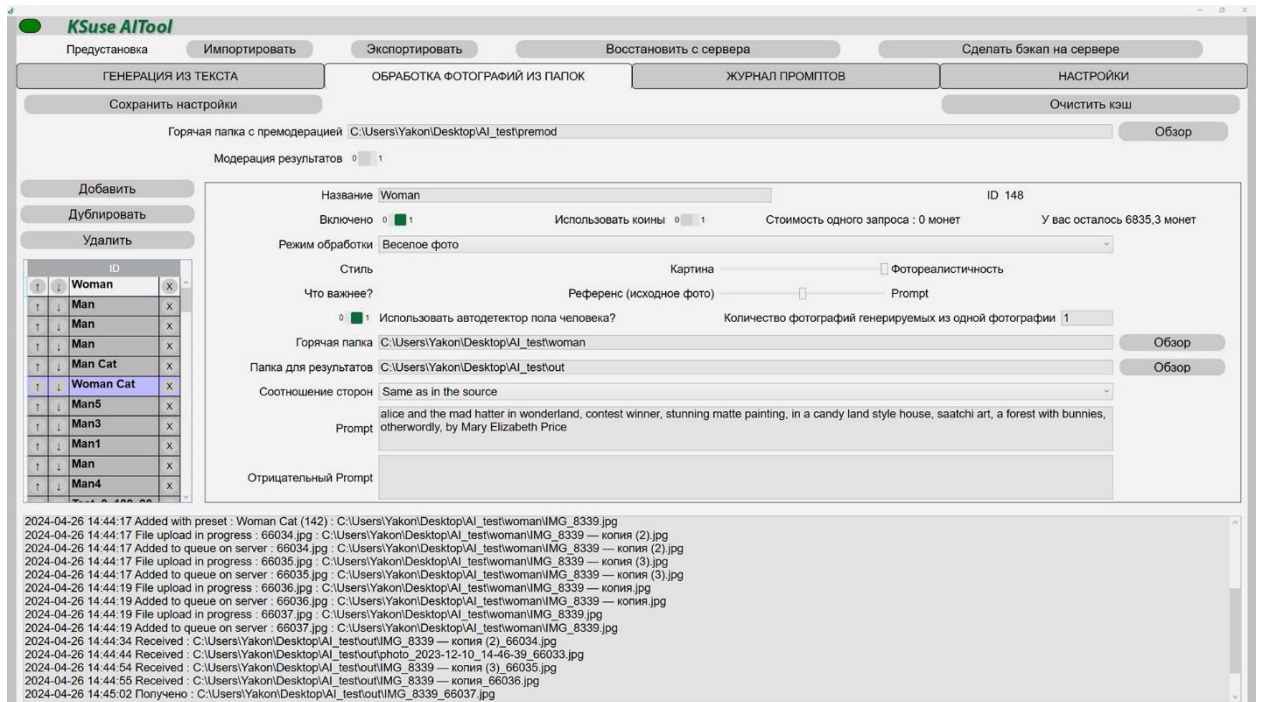 KSuse AITool
Предустановка Импортировать Экспортировать Восстановить с сервера Сделать бэкап на сервере
ГЕНЕРАЦИЯ ИЗ ТЕКСТА ОБРАБОТКА ФОТОГРАФИЙ ИЗ ПАПОК ЖУРНАЛ ПРОМПТОВ НАСТРОЙКИ
Сохранить настройки Очистить кэш
Горячая папка с премодерацией C:\Users\Yakon\Desktop\AI_test\premod Обзор
Модерация результатов 0 1
Добавить
Дублировать
Удалить
ID
↑ ↓ Woman X
↑ ↓ Man X
↑ ↓ Man X
↑ ↓ Man X
↑ ↓ Man Cat X
↑ ↓ Woman Cat X
↑ ↓ Man5 X
↑ ↓ Man3 X
↑ ↓ Man1 X
↑ ↓ Man X
↑ ↓ Man4 X
Название Woman ID 148
Включено 0 1 Использовать коины 0 1 Стоимость одного запроса : 0 монет У вас осталось 6835,3 монет
Режим обработки Веселое фото
Стиль Картина Фотореалистичность
Что важнее? Референс (исходное фото) Prompt
0 1 Использовать автодетектор пола человека? Количество фотографий генерируемых из одной фотографии 1
Горячая папка C:\Users\Yakon\Desktop\AI_test\woman Обзор
Папка для результатов C:\Users\Yakon\Desktop\AI_test\out Обзор
Соотношение сторон Same as in the source
Prompt alice and the mad hatter in wonderland, contest winner, stunning matte painting, in a candy land style house, saatchi art, a forest with bunnies,
otherwordly, by Mary Elizabeth Price
Отрицательный Prompt
2024-04-26 14:44:17 Added with preset : Woman Cat (142) : C:\Users\Yakon\Desktop\AI_test\woman\IMG_8339.jpg
2024-04-26 14:44:17 File upload in progress : 66034.jpg : C:\Users\Yakon\Desktop\AI_test\woman\IMG_8339 — копия (2).jpg
2024-04-26 14:44:17 Added to queue on server : 66034.jpg : C:\Users\Yakon\Desktop\AI_test\woman\IMG_8339 — копия (2).jpg
2024-04-26 14:44:17 File upload in progress : 66035.jpg : C:\Users\Yakon\Desktop\AI_test\woman\IMG_8339 — копия (3).jpg
2024-04-26 14:44:17 Added to queue on server : 66035.jpg : C:\Users\Yakon\Desktop\AI_test\woman\IMG_8339 — копия (3).jpg
2024-04-26 14:44:19 File upload in progress : 66036.jpg : C:\Users\Yakon\Desktop\AI_test\woman\IMG_8339 — копия.jpg
2024-04-26 14:44:19 Added to queue on server : 66036.jpg : C:\Users\Yakon\Desktop\AI_test\woman\IMG_8339 — копия.jpg
2024-04-26 14:44:19 File upload in progress : 66037.jpg : C:\Users\Yakon\Desktop\AI_test\woman\IMG_8339.jpg
2024-04-26 14:44:19 Added to queue on server : 66037.jpg : C:\Users\Yakon\Desktop\AI_test\woman\IMG_8339.jpg
2024-04-26 14:44:34 Received : C:\Users\Yakon\Desktop\AI_test\out\IMG_8339 — копия (2)_66034.jpg
2024-04-26 14:44:44 Received : C:\Users\Yakon\Desktop\AI_test\out\photo_2023-12-10_14-46-39_66033.jpg
2024-04-26 14:44:54 Received : C:\Users\Yakon\Desktop\AI_test\out\IMG_8339 — копия (3)_66035.jpg
2024-04-26 14:44:55 Received : C:\Users\Yakon\Desktop\AI_test\out\IMG_8339 — копия_66036.jpg
2024-04-26 14:45:02 Получено : C:\Users\Yakon\Desktop\AI_test\out\IMG_8339_66037.jpg